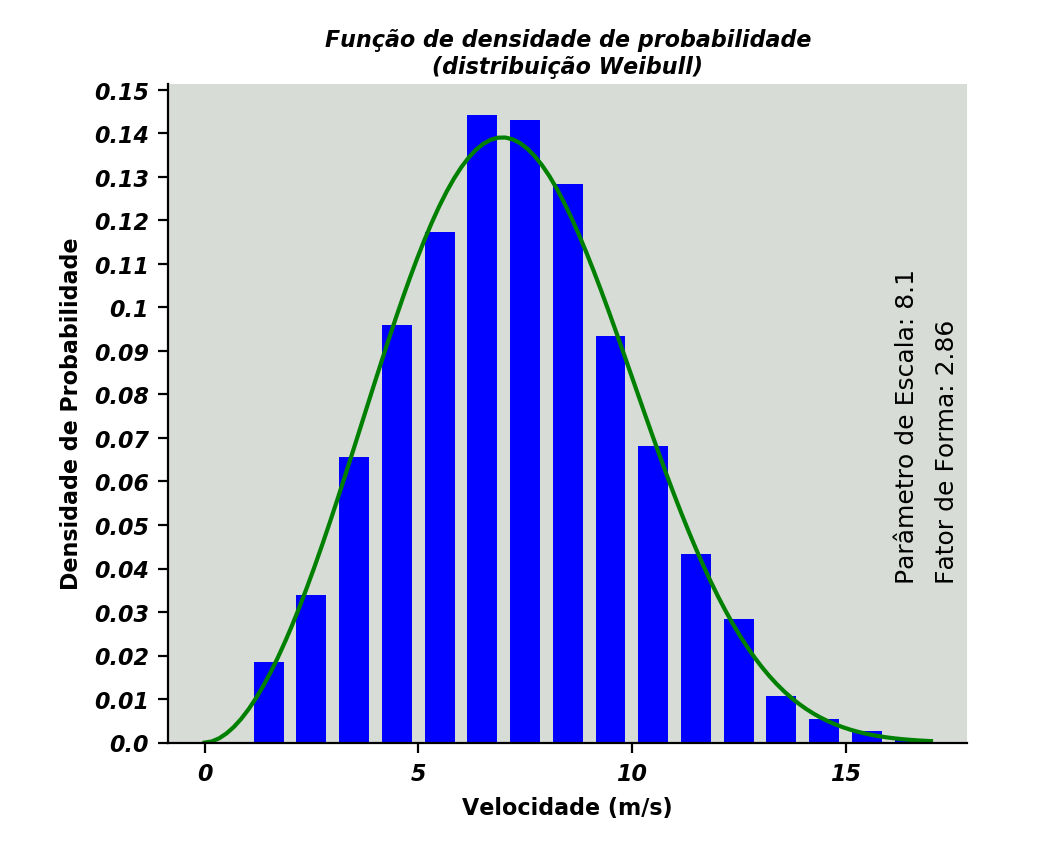 Função de densidade de probabilidade
(distribuição Weibull)
0.15
0.14
0.13
0.12
0.11
0.1
0.09
0.08
0.07
0.06
0.05
0.04
0.03
0.02
0.01
0.0
Densidade de Probabilidade
0 5 10 15
Velocidade (m/s)
Parâmetro de Escala: 8.1
Fator de Forma: 2.86